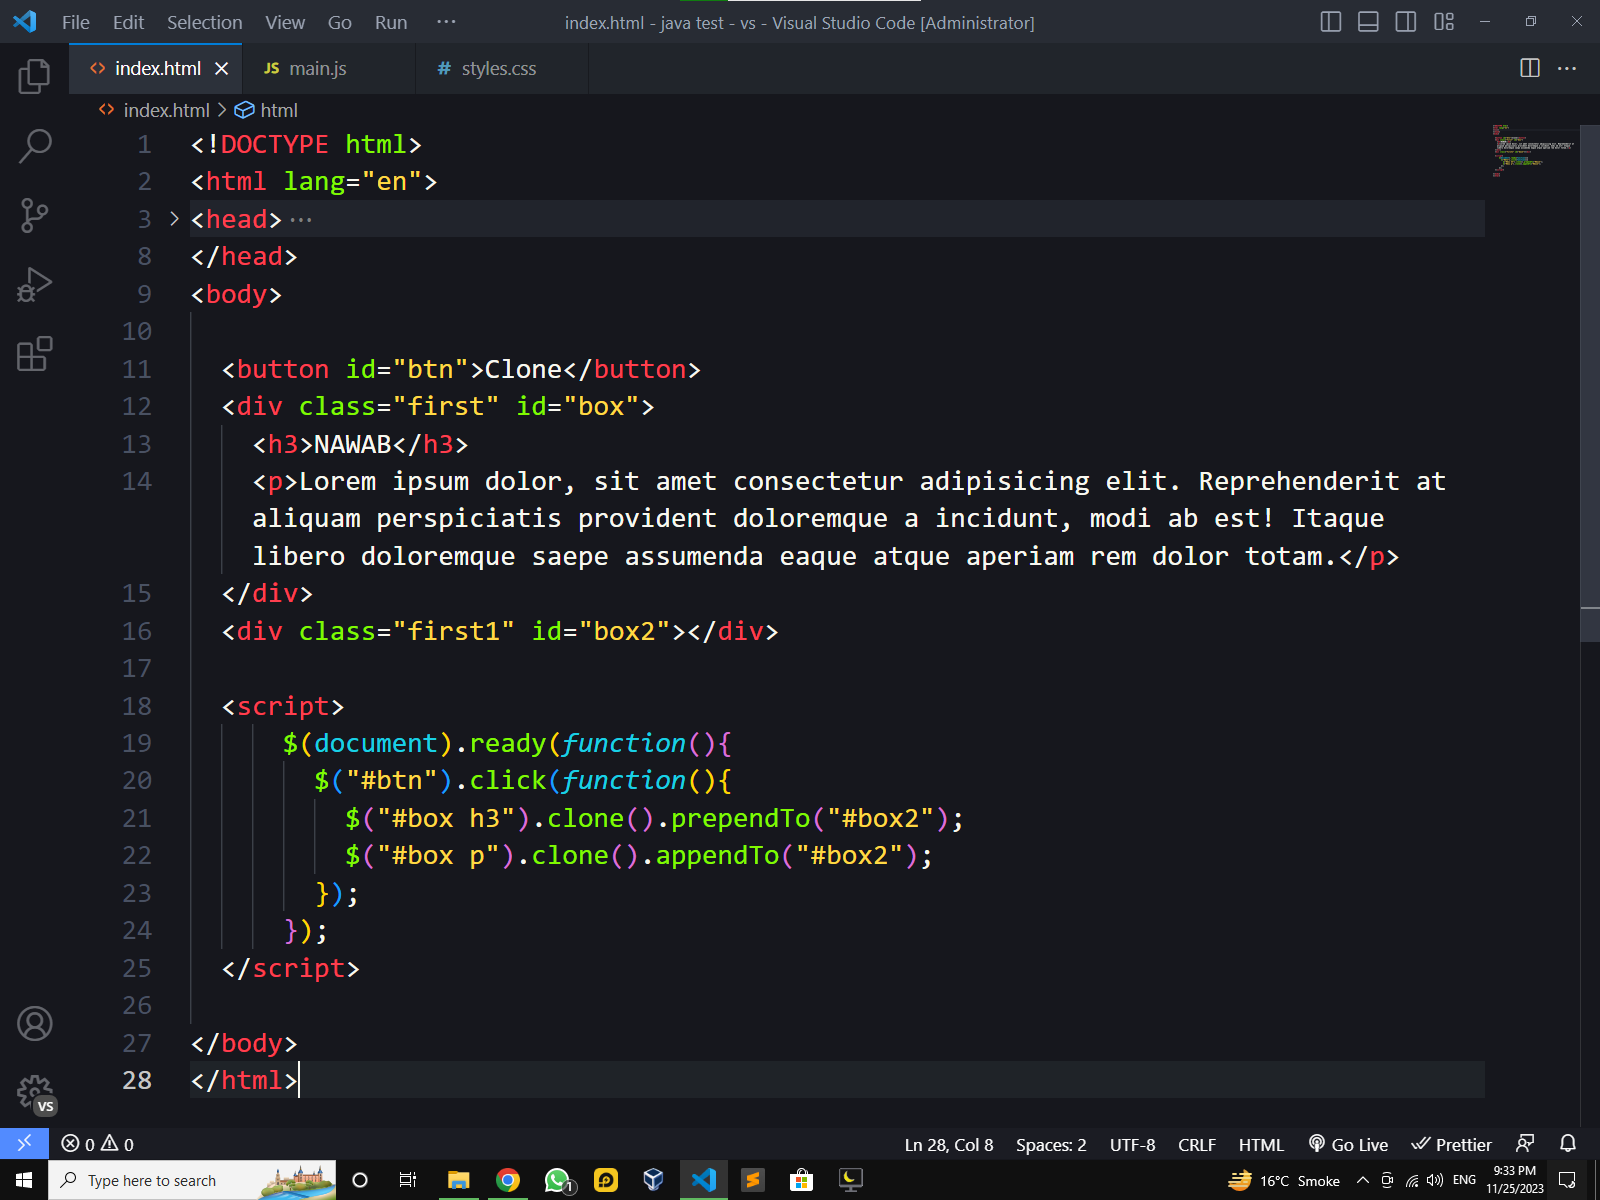 File Edit Selection View Go Run ··· index.html - java test - vs - Visual Studio Code [Administrator]
<> index.html JS main.js # styles.css
<> index.html > html
1 <!DOCTYPE html>
2 <html lang="en">
3 <head>···
8 </head>
9 <body>
10
11 <button id="btn">Clone</button>
12 <div class="first" id="box">
13 <h3>NAWAB</h3>
14 <p>Lorem ipsum dolor, sit amet consectetur adipisicing elit. Reprehenderit at
aliquam perspiciatis provident doloremque a incidunt, modi ab est! Itaque
libero doloremque saepe assumenda eaque atque aperiam rem dolor totam.</p>
15 </div>
16 <div class="first1" id="box2"></div>
17
18 <script>
19 $(document).ready(function(){
20 $("#btn").click(function(){
21 $("#box h3").clone().prependTo("#box2");
22 $("#box p").clone().appendTo("#box2");
23 });
24 });
25 </script>
26
27 </body>
28 </html>
VS
0 0 Ln 28, Col 8 Spaces: 2 UTF-8 CRLF HTML Go Live Prettier
Type here to search 1 16°C Smoke ENG 9:33 PM
11/25/2023